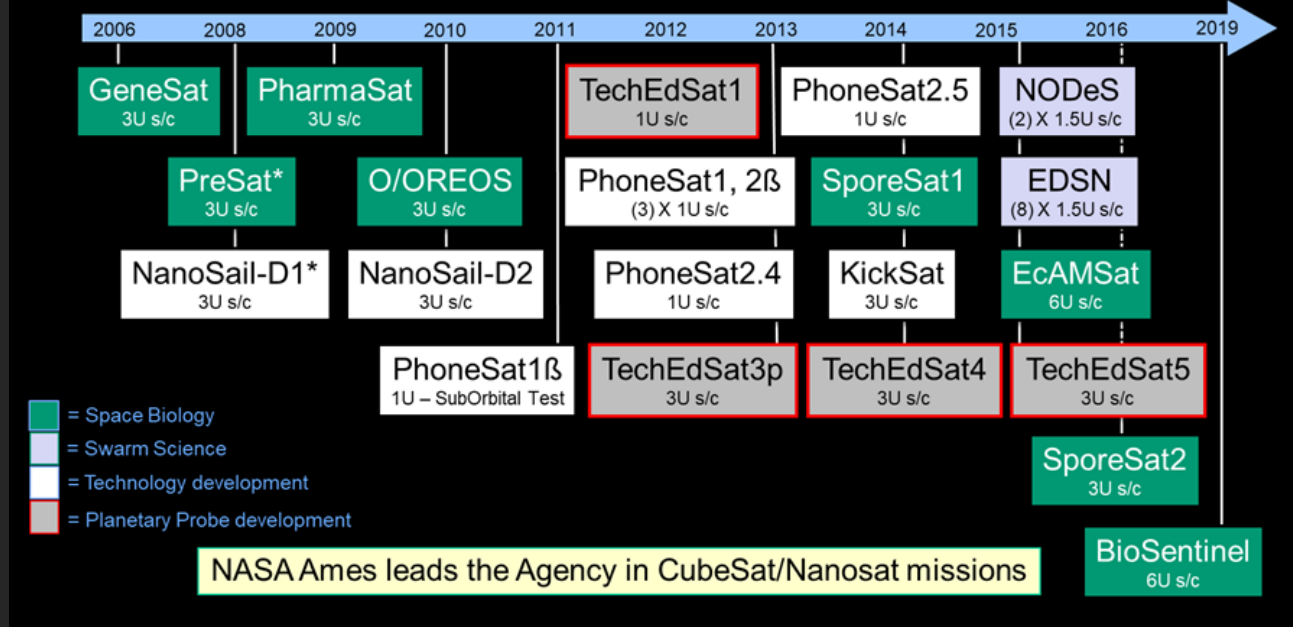 2006 2008 2009 2010 2011 2012 2013 2014 2015 2016 2019
GeneSat
3U s/c
PharmaSat
3U s/c
TechEdSat1
1U s/c
PhoneSat2.5
1U s/c
NODeS
(2) X 1.5U s/c
PreSat*
3U s/c
O/OREOS
3U s/c
PhoneSat1, 2ß
(3) X 1U s/c
SporeSat1
3U s/c
EDSN
(8) X 1.5U s/c
NanoSail-D1*
3U s/c
NanoSail-D2
3U s/c
PhoneSat2.4
1U s/c
KickSat
3U s/c
EcAMSat
6U s/c
PhoneSat1ß
1U – SubOrbital Test
TechEdSat3p
3U s/c
TechEdSat4
3U s/c
TechEdSat5
3U s/c
= Space Biology
= Swarm Science
= Technology development
= Planetary Probe development
SporeSat2
3U s/c
BioSentinel
6U s/c
NASA Ames leads the Agency in CubeSat/Nanosat missions